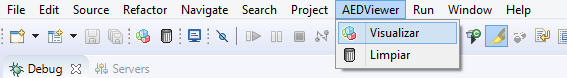 File Edit Source Refactor Navigate Search Project AEDViewer Run Window Help
Visualizar
Limpiar
Debug Servers